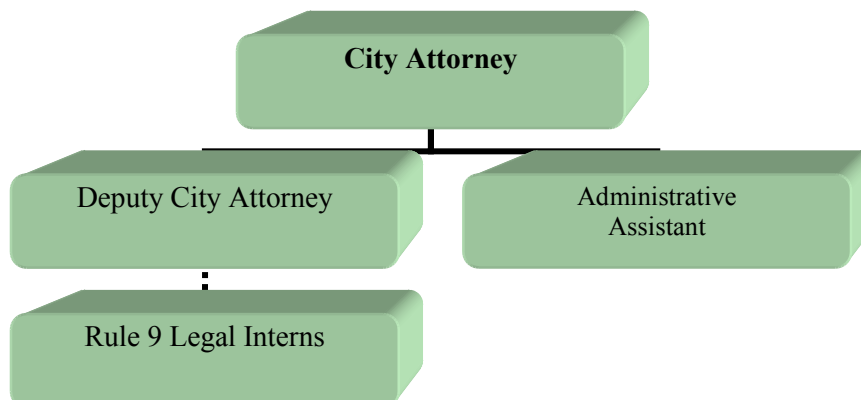 City Attorney
Deputy City Attorney
Administrative
Assistant
Rule 9 Legal Interns